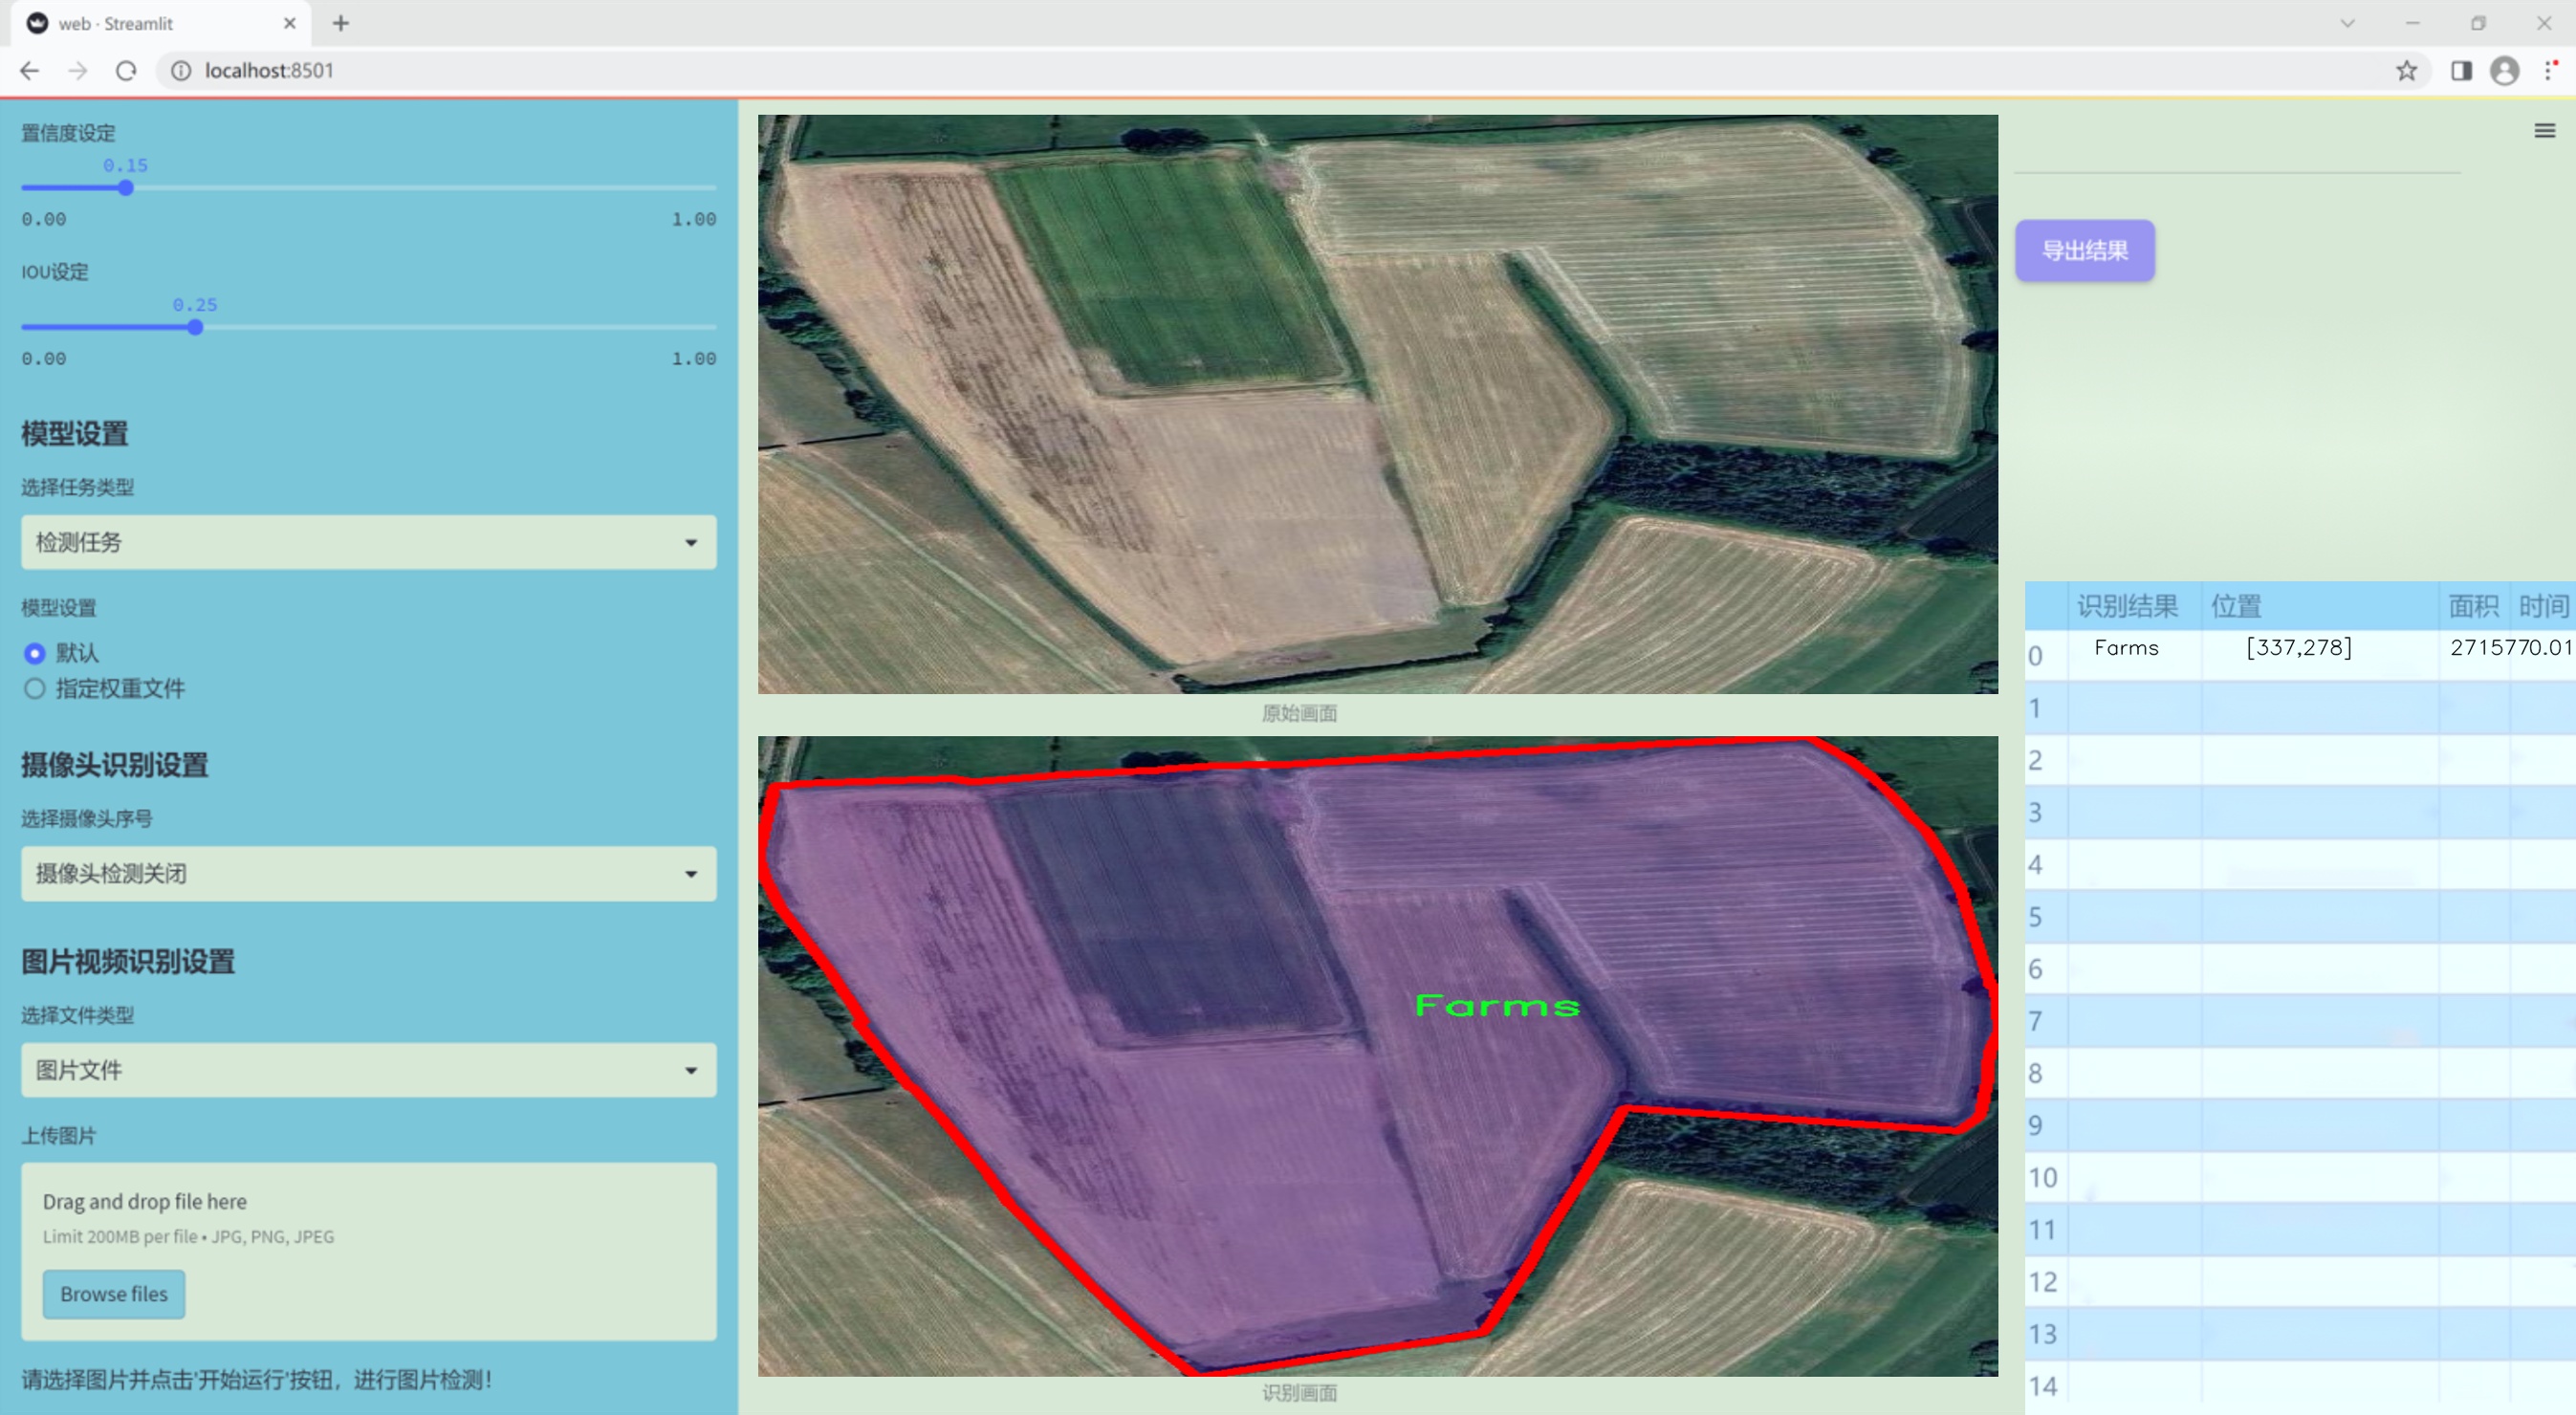 web · Streamlit
localhost:8501
置信度设定
0.15
0.00 1.00
IOU设定
0.25
0.00 1.00
模型设置
选择任务类型
检测任务
模型设置
默认
指定权重文件
摄像头识别设置
选择摄像头序号
摄像头检测关闭
图片视频识别设置
选择文件类型
图片文件
上传图片
Drag and drop file here
Limit 200MB per file • JPG, PNG, JPEG
Browse files
请选择图片并点击'开始运行'按钮，进行图片检测！
原始画面
Farms
识别画面
导出结果
识别结果 位置 面积 时间
0 Farms [337,278] 2715770.01
1
2
3
4
5
6
7
8
9
10
11
12
13
14